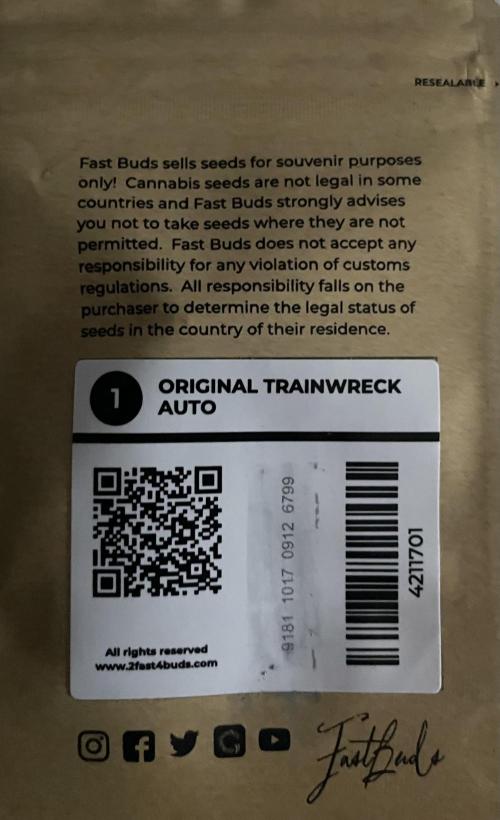 RESEALABLE
Fast Buds sells seeds for souvenir purposes
only! Cannabis seeds are not legal in some
countries and Fast Buds strongly advises
you not to take seeds where they are not
permitted. Fast Buds does not accept any
responsibility for any violation of customs
regulations. All responsibility falls on the
purchaser to determine the legal status of
seeds in the country of their residence.
1
ORIGINAL TRAINWRECK
AUTO
9181 1017 0912 6799
4211701
All rights reserved
www.2fast4buds.com
FastBuds